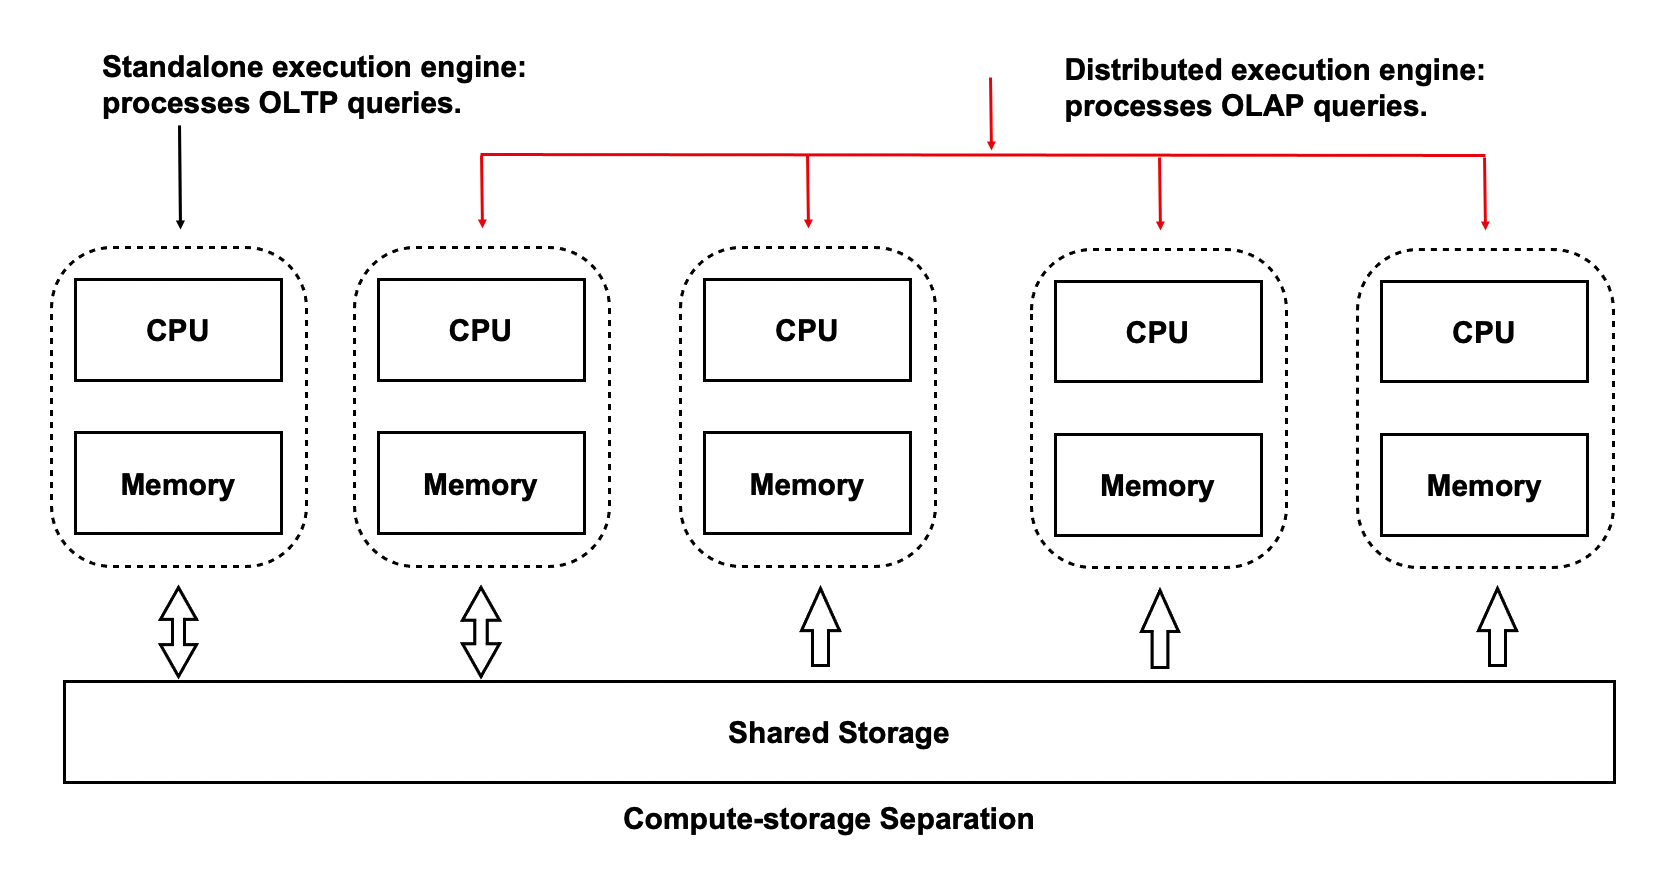 Standalone execution engine:
processes OLTP queries.
Distributed execution engine:
processes OLAP queries.
CPU
CPU
CPU
CPU
CPU
Memory
Memory
Memory
Memory
Memory
Shared Storage
Compute-storage Separation